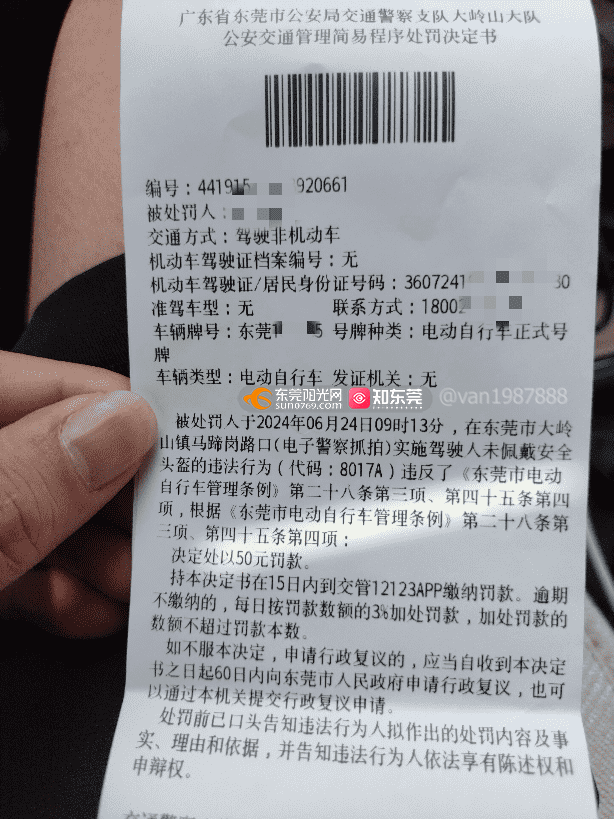 广东省东莞市公安局交通警察支队大岭山大队
公安交通管理简易程序处罚决定书
编号：441915 920661
被处罚人：
交通方式：驾驶非机动车
机动车驾驶证档案编号：无
机动车驾驶证/居民身份证号码：3607241 30
准驾车型：无 联系方式：18002
车辆牌号：东莞1 5 号牌种类：电动自行车正式号
牌
车辆类型：电动自行车 发证机关：无
东莞阳光网 sun0769.com 知东莞 @van1987888
被处罚人于2024年06月24日09时13分，在东莞市大岭
山镇马蹄岗路口(电子警察抓拍)实施驾驶人未佩戴安全
头盔的违法行为（代码：8017A）违反了《东莞市电动
自行车管理条例》第二十八条第三项、第四十五条第四
项，根据《东莞市电动自行车管理条例》第二十八条第
三项、第四十五条第四项：
决定处以50元罚款。
持本决定书在15日内到交管12123APP缴纳罚款。逾期
不缴纳的，每日按罚款数额的3%加处罚款，加处罚款的
数额不超过罚款本数。
如不服本决定，申请行政复议的，应当自收到本决定
书之日起60日内向东莞市人民政府申请行政复议，也可
以通过本机关提交行政复议申请。
处罚前已口头告知违法行为人拟作出的处罚内容及事
实、理由和依据，并告知违法行为人依法享有陈述权和
申辩权。
交通警察